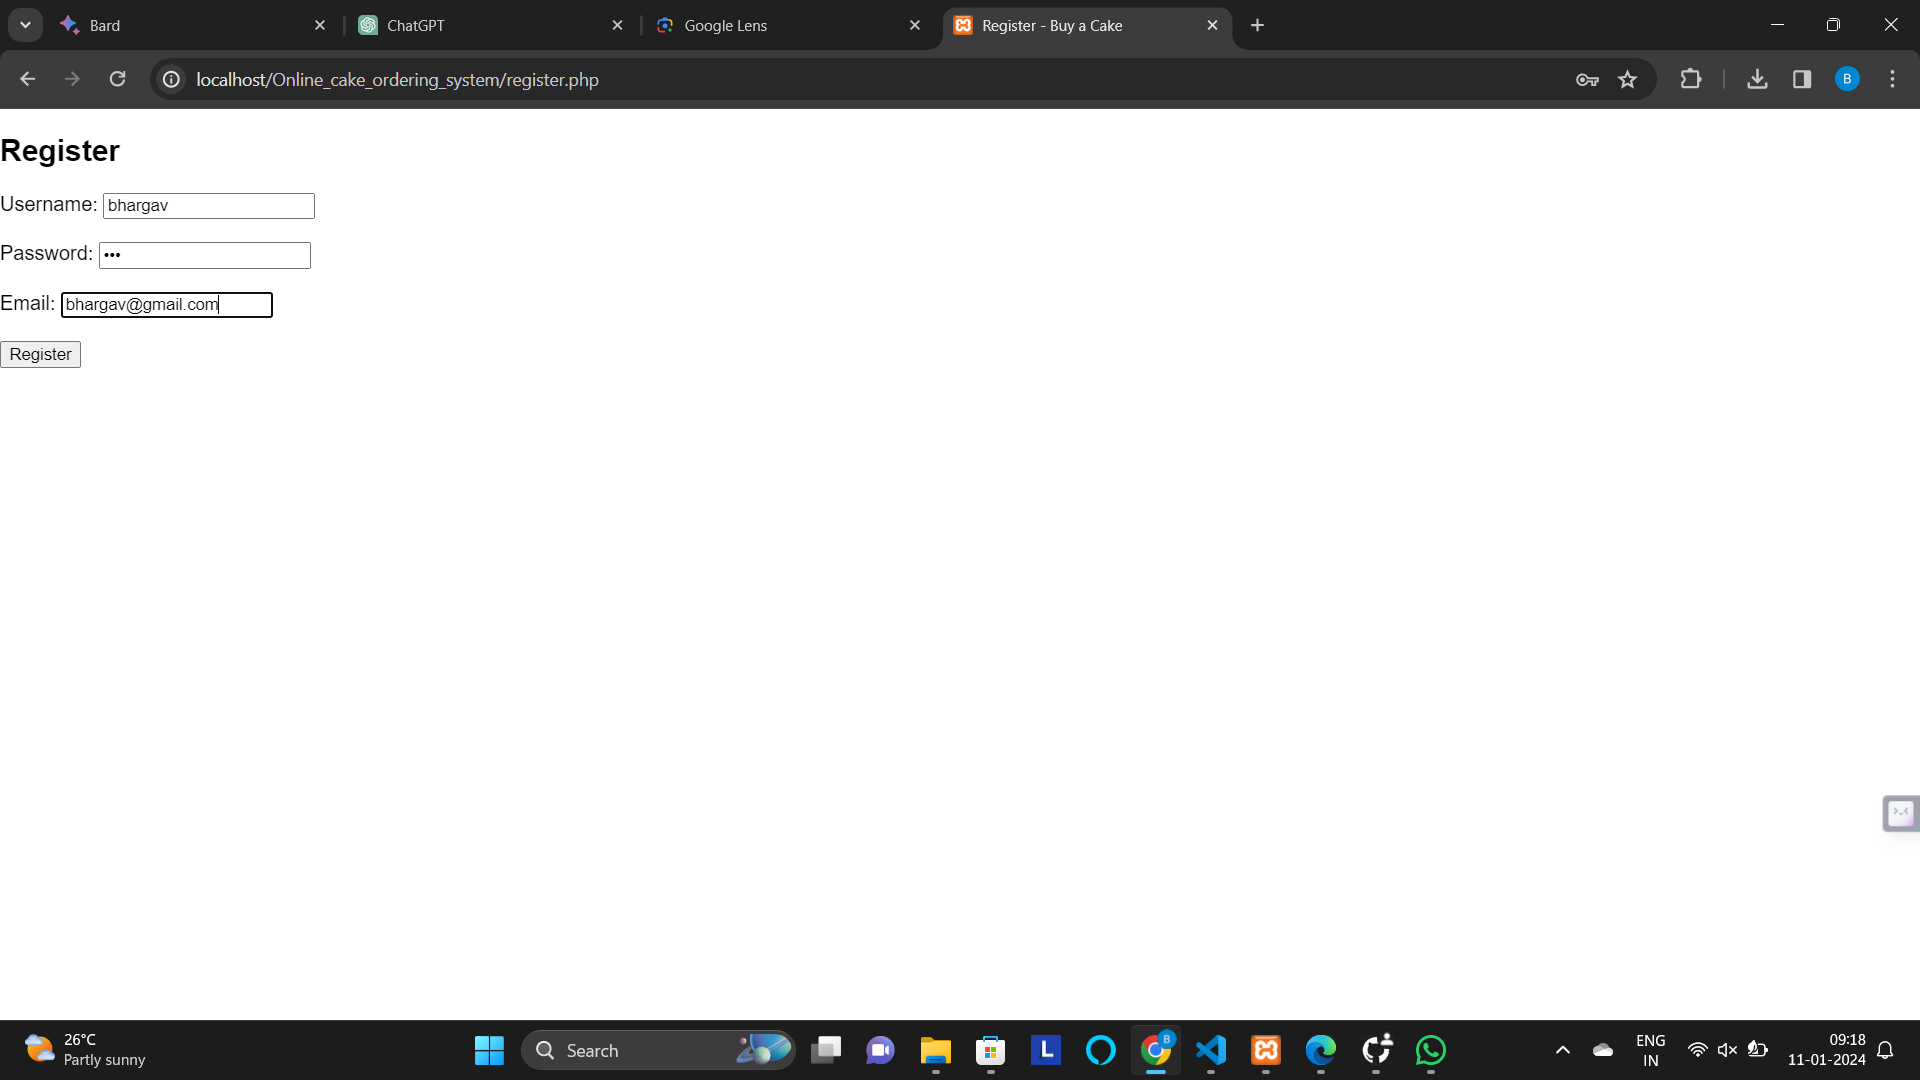 Bard
ChatGPT
Google Lens
Register - Buy a Cake
localhost/Online_cake_ordering_system/register.php
B
Register
Username: bhargav
Password: •••
Email: bhargav@gmail.com
Register
26°C
Partly sunny
Search
L
B
ENG
IN
09:18
11-01-2024